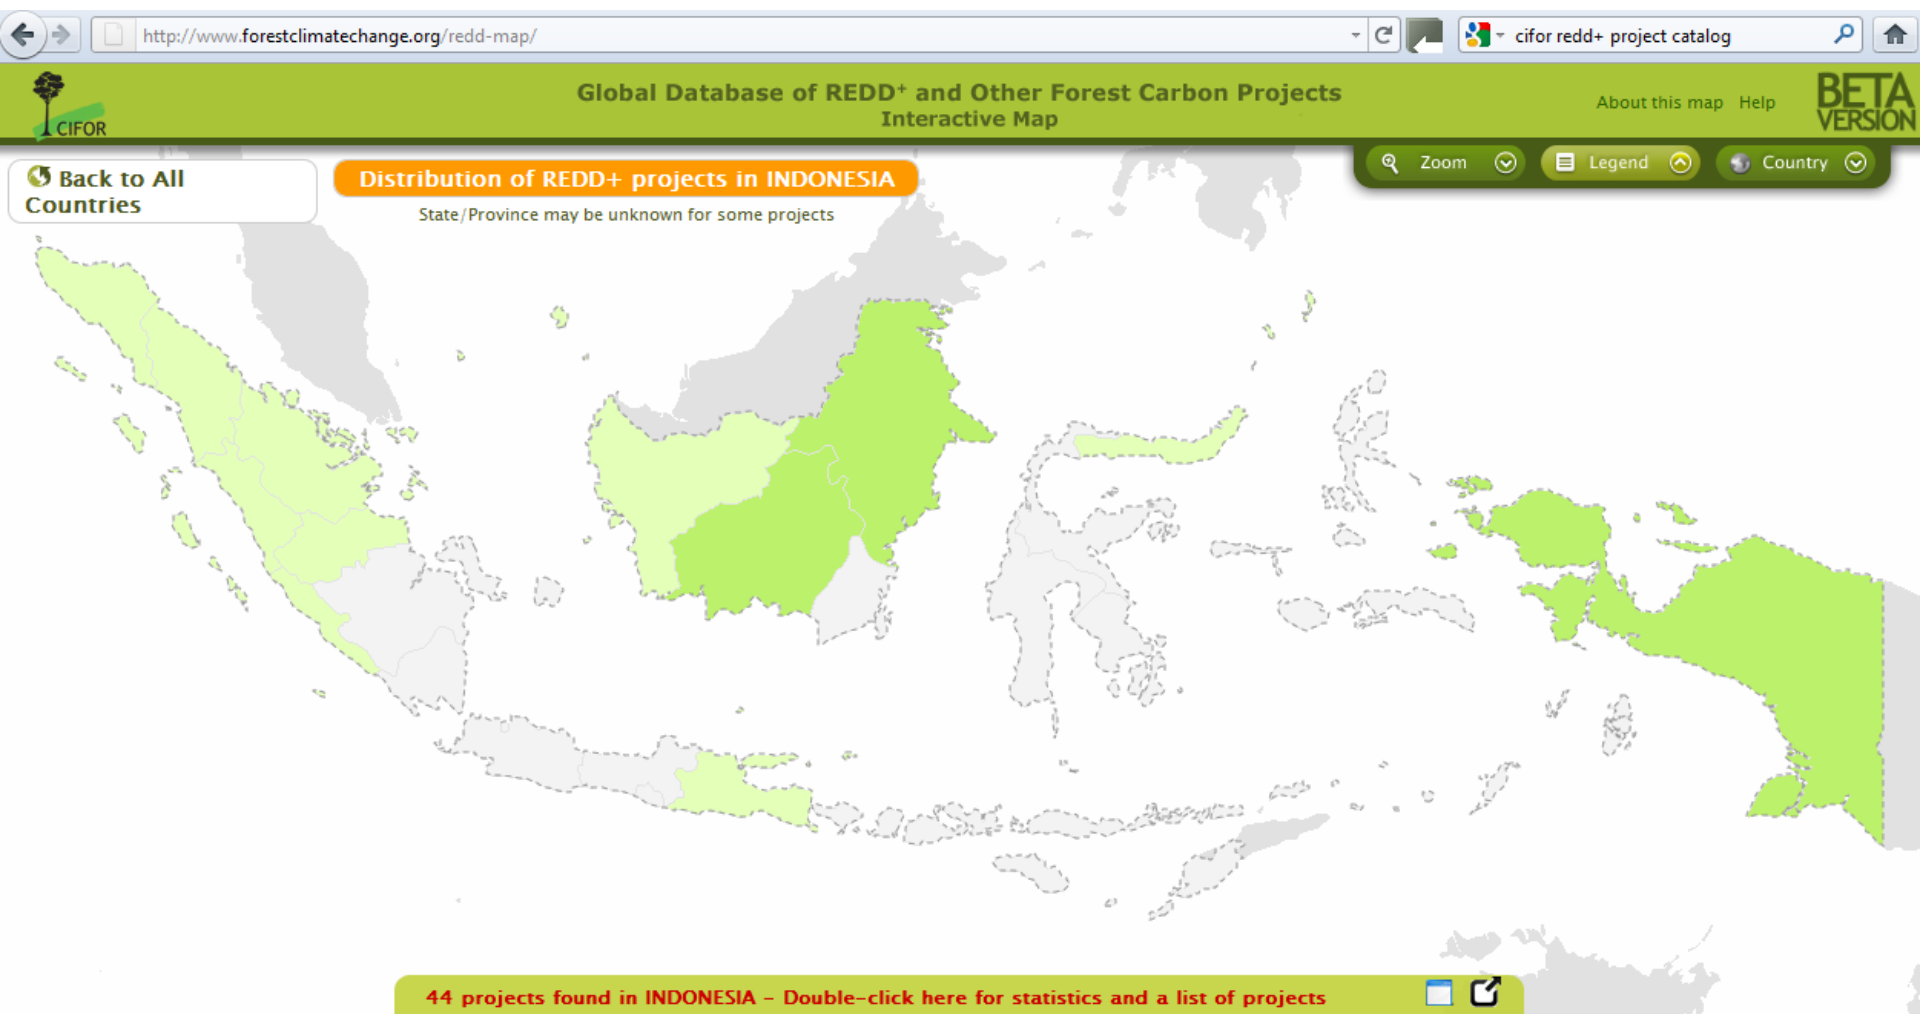 http://www.forestclimatechange.org/redd-map/
cifor redd+ project catalog
CIFOR
Global Database of REDD+ and Other Forest Carbon Projects
Interactive Map
About this map Help
BETA
VERSION
Back to All
Countries
Distribution of REDD+ projects in INDONESIA
State/Province may be unknown for some projects
Zoom
Legend
Country
44 projects found in INDONESIA - Double-click here for statistics and a list of projects